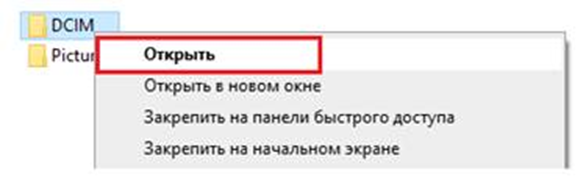 DCIM
Pictur
Открыть
Открыть в новом окне
Закрепить на панели быстрого доступа
Закрепить на начальном экране